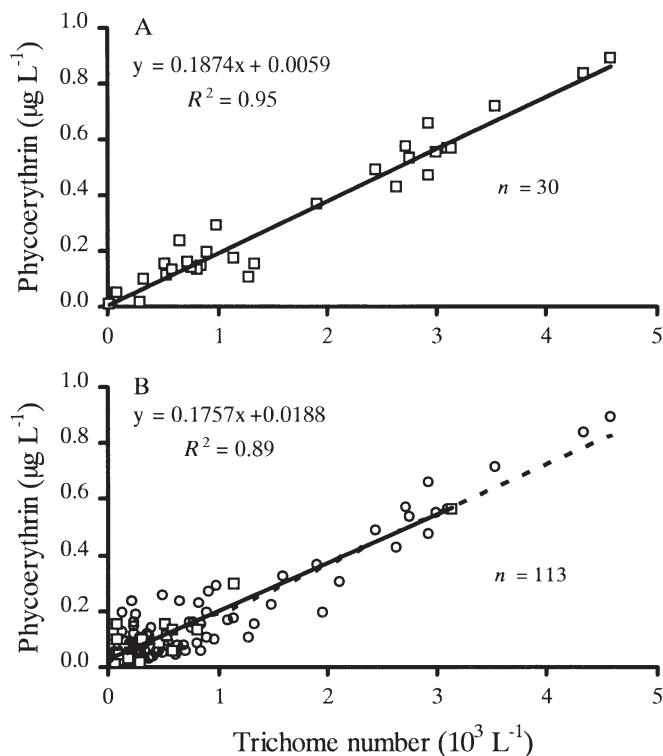 A
y = 0.1874x + 0.0059
R² = 0.95
n = 30
Phycoerythrin (µg L⁻¹)
1.0
0.8
0.6
0.4
0.2
0.0
0 1 2 3 4 5
B
y = 0.1757x +0.0188
R² = 0.89
n = 113
Phycoerythrin (µg L⁻¹)
1.0
0.8
0.6
0.4
0.2
0.0
0 1 2 3 4 5
Trichome number (10³ L⁻¹)